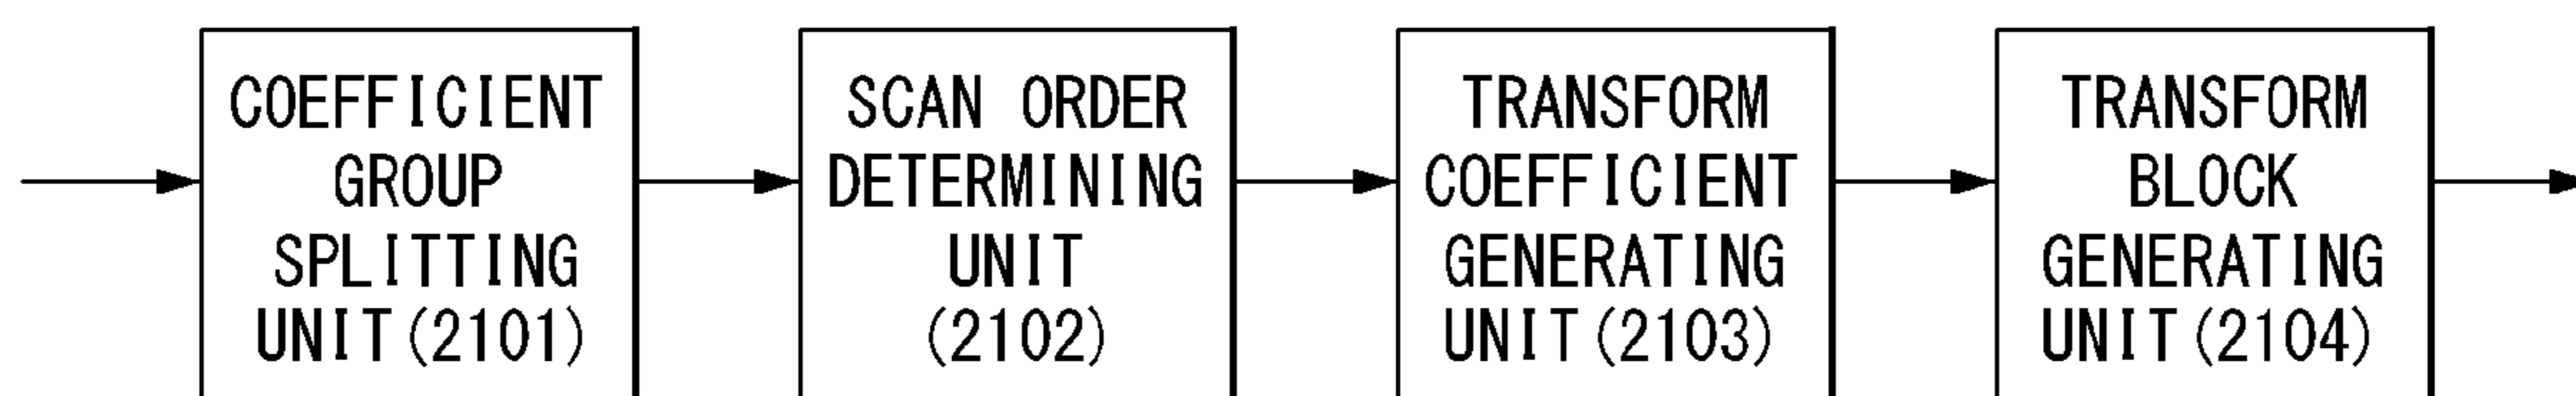 COEFFICIENT
GROUP
SPLITTING
UNIT(2101)
SCAN ORDER
DETERMINING
UNIT
(2102)
TRANSFORM
COEFFICIENT
GENERATING
UNIT(2103)
TRANSFORM
BLOCK
GENERATING
UNIT(2104)